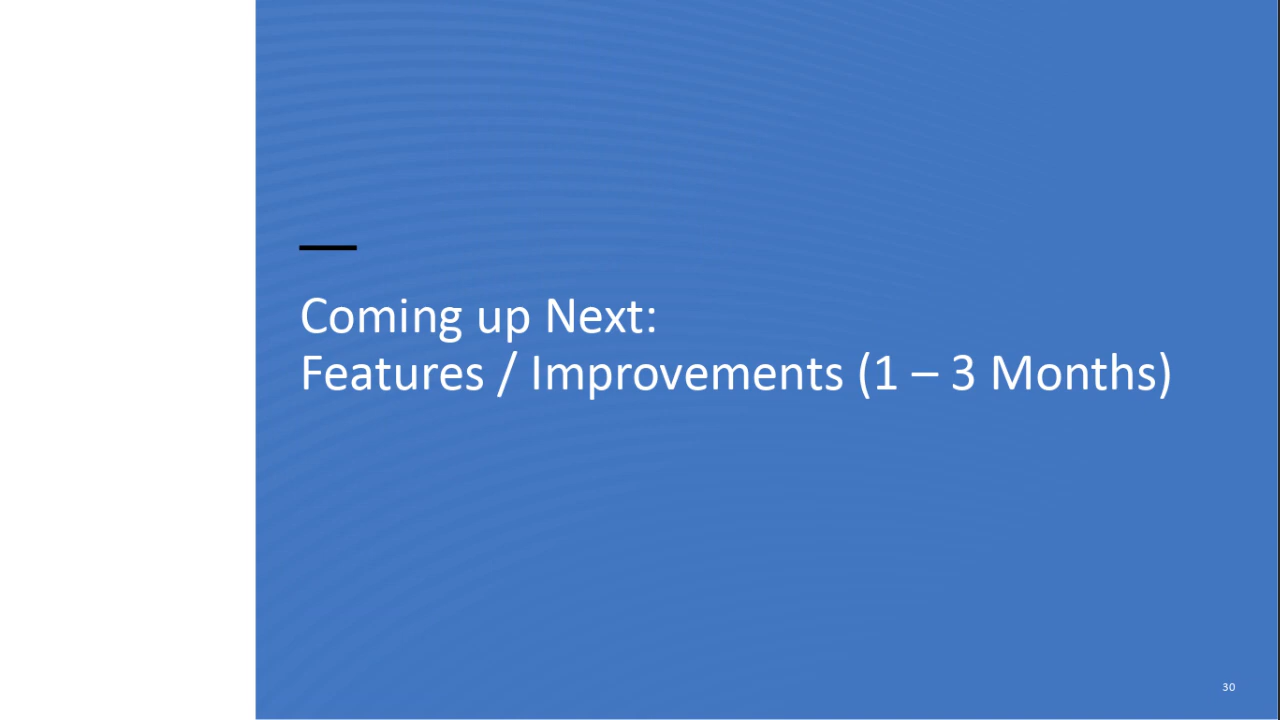 Coming up Next:
Features / Improvements (1 – 3 Months)
30